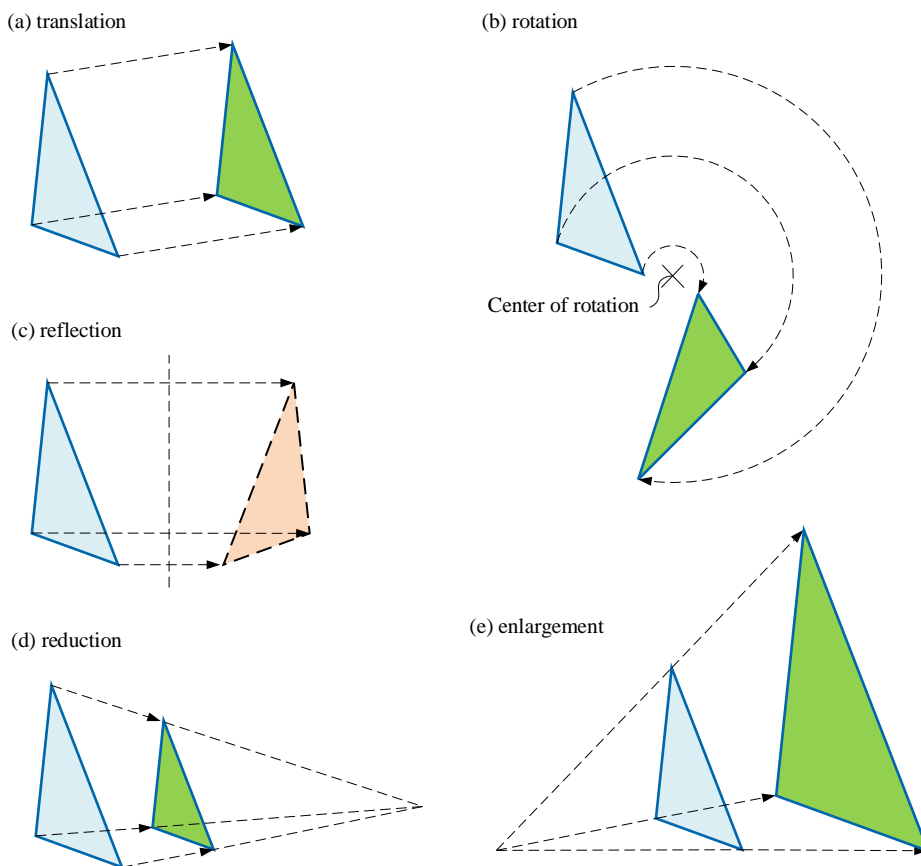 (a) translation
(b) rotation
Center of rotation
(c) reflection
(d) reduction
(e) enlargement